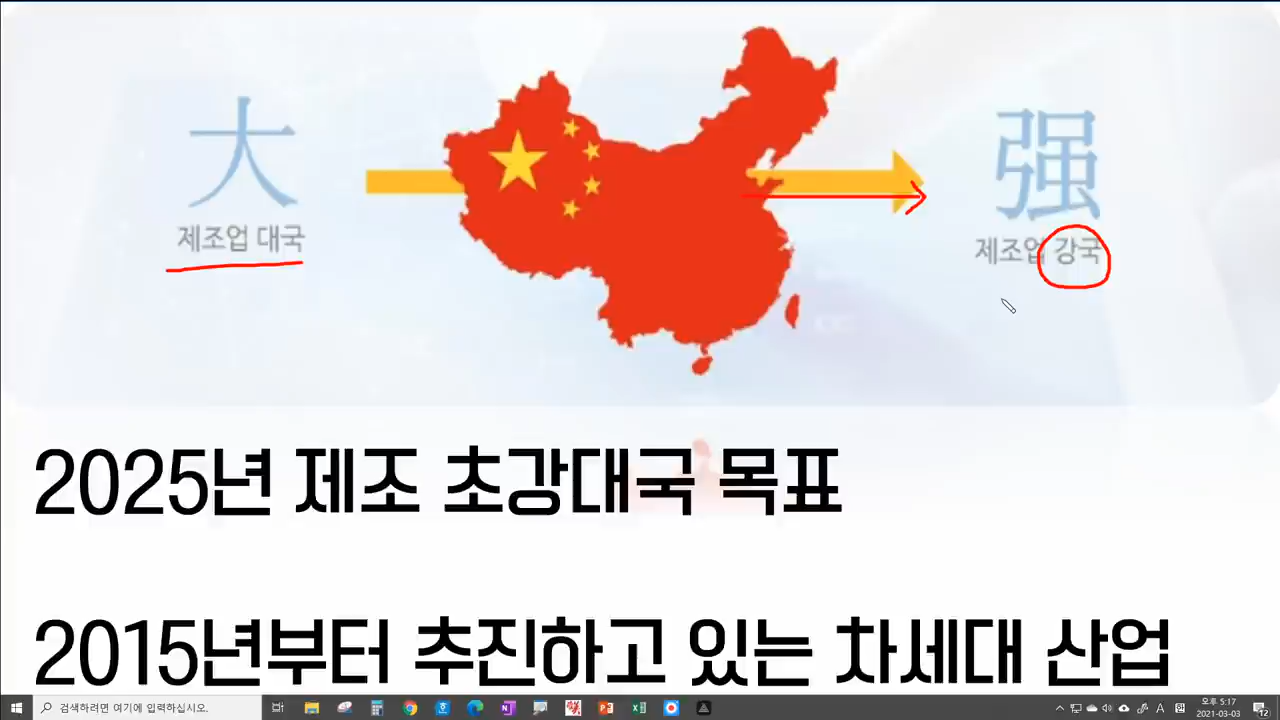 大
强
제조업 대국
제조업 강국
2025년 제조 초강대국 목표
2015년부터 추진하고 있는 차세대 산업
검색하려면 여기에 입력하십시오.
A
오후 5:17
2021-03-03
12